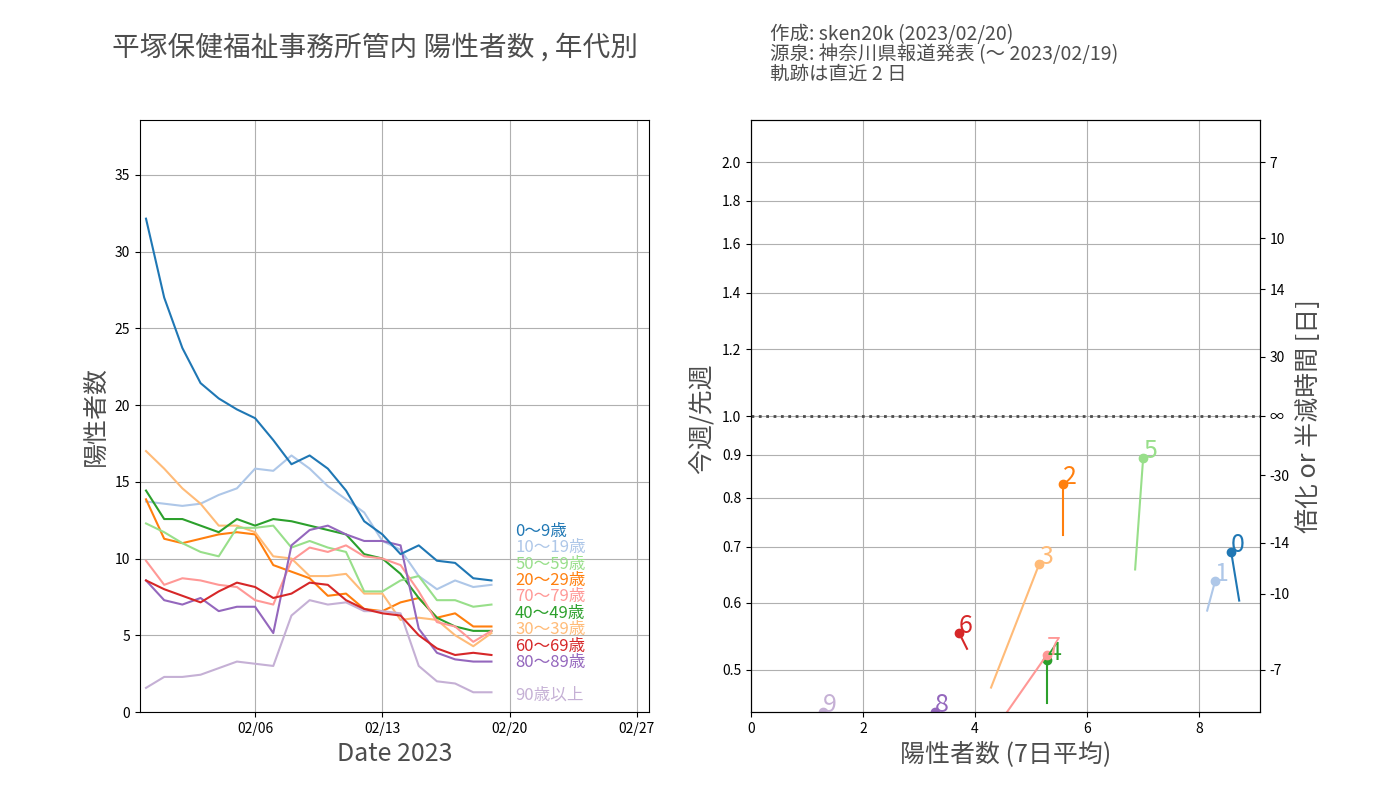 平塚保健福祉事務所管内 陽性者数 , 年代別
作成: sken20k (2023/02/20)
源泉: 神奈川県報道発表 (〜 2023/02/19)
軌跡は直近 2 日
陽性者数
35
30
25
20
15
10
5
0
0〜9歳
10〜19歳
50〜59歳
20〜29歳
70〜79歳
40〜49歳
30〜39歳
60〜69歳
80〜89歳
90歳以上
02/06
02/13
02/20
02/27
Date 2023
今週/先週
2.0
1.8
1.6
1.4
1.2
1.0
0.9
0.8
0.7
0.6
0.5
5
2
3
0
1
6
7
4
9
8
7
10
14
30
∞
-30
-14
-10
-7
倍化 or 半減時間 [日]
0
2
4
6
8
陽性者数 (7日平均)